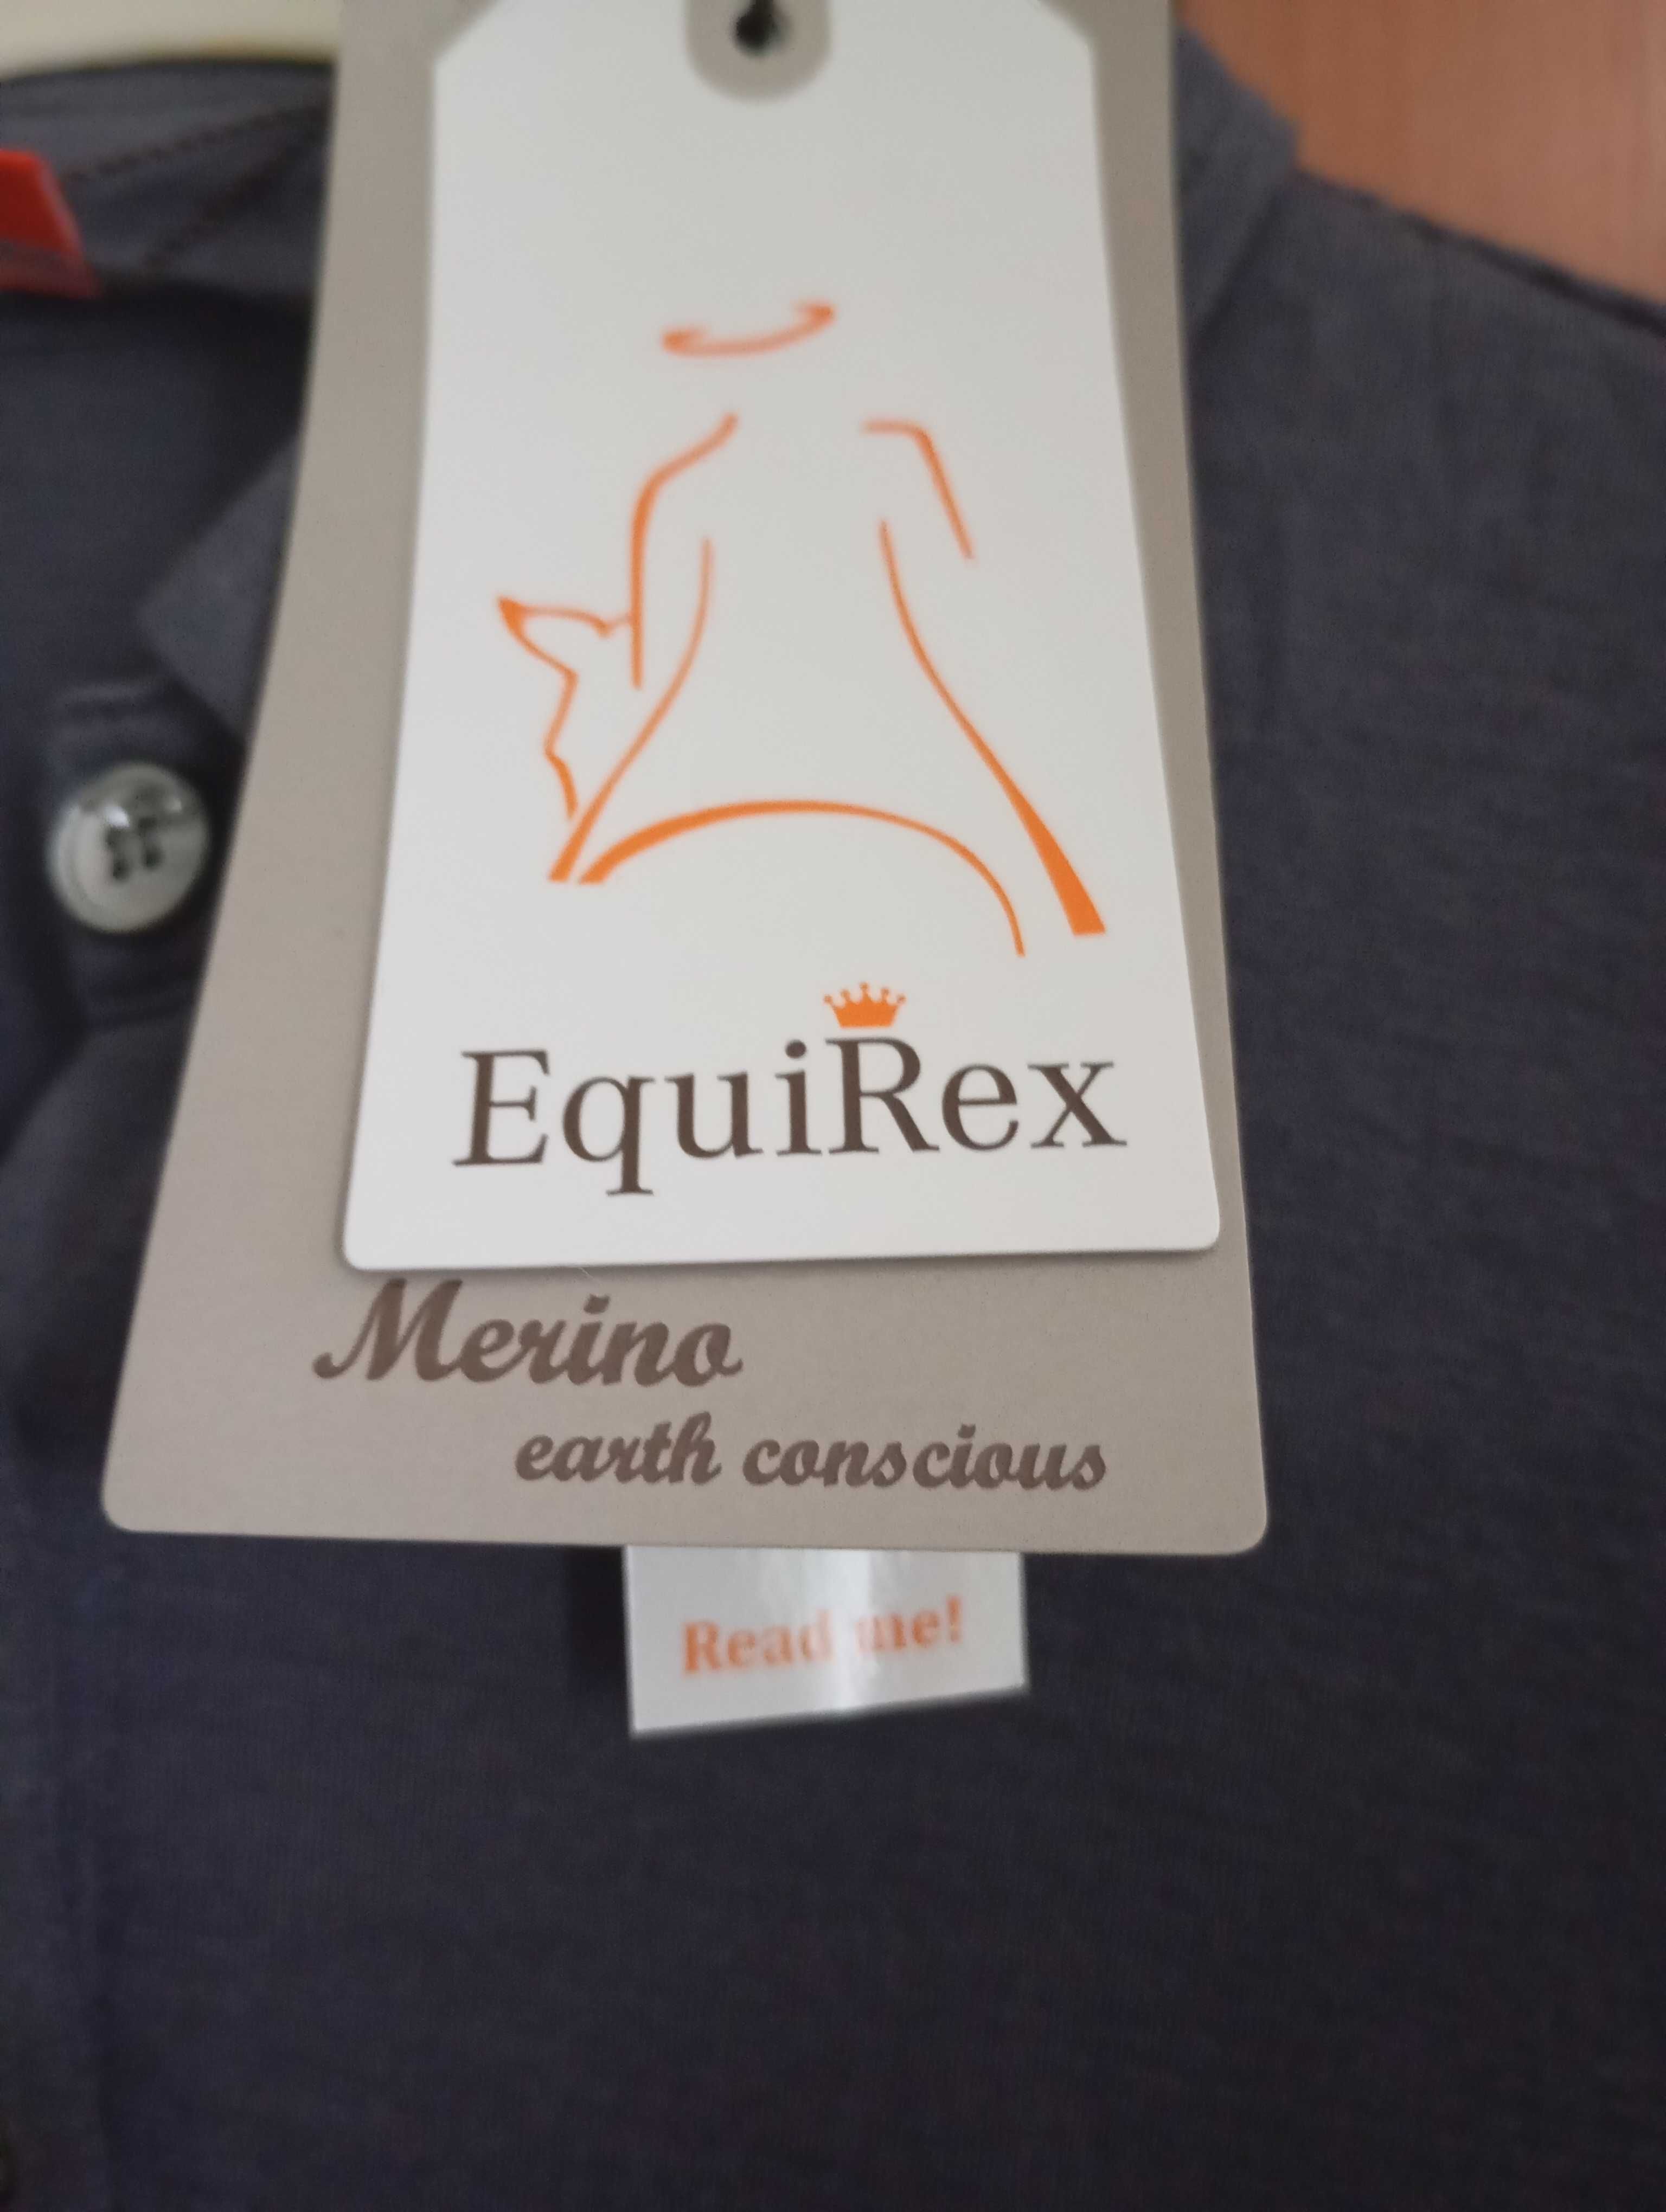 EquiRex
Merino
earth conscious
Read me!